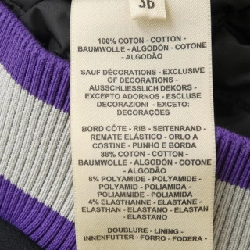 36
100% COTON - COTTON -
BAUMWOLLE - ALGODÓN - COTONE
- ALGODÃO
SAUF DÉCORATIONS - EXCLUSIVE
OF DECORATIONS -
AUSSCHLIESSLICH DEKORS -
EXCEPTO ADORNOS - ESCLUSE
DECORAZIONI - EXCETO:
DECORAÇÕES
BORD CÔTE - RIB - SEITENRAND -
REMATE ELÁSTICO - ORLO A
COSTINE - PUNHO E BORDA
88% COTON - COTTON -
BAUMWOLLE - ALGODÓN - COTONE
- ALGODÃO
8% POLYAMIDE - POLYAMIDE -
POLYAMID - POLIAMIDA -
POLIAMMIDE - POLIAMIDA
4% ELASTHANNE - ELASTANE -
ELASTHAN - ELASTANO - ELASTAN
- ELASTANO
DOUBLURE - LINING -
INNENFUTTER - FORRO - FODERA -